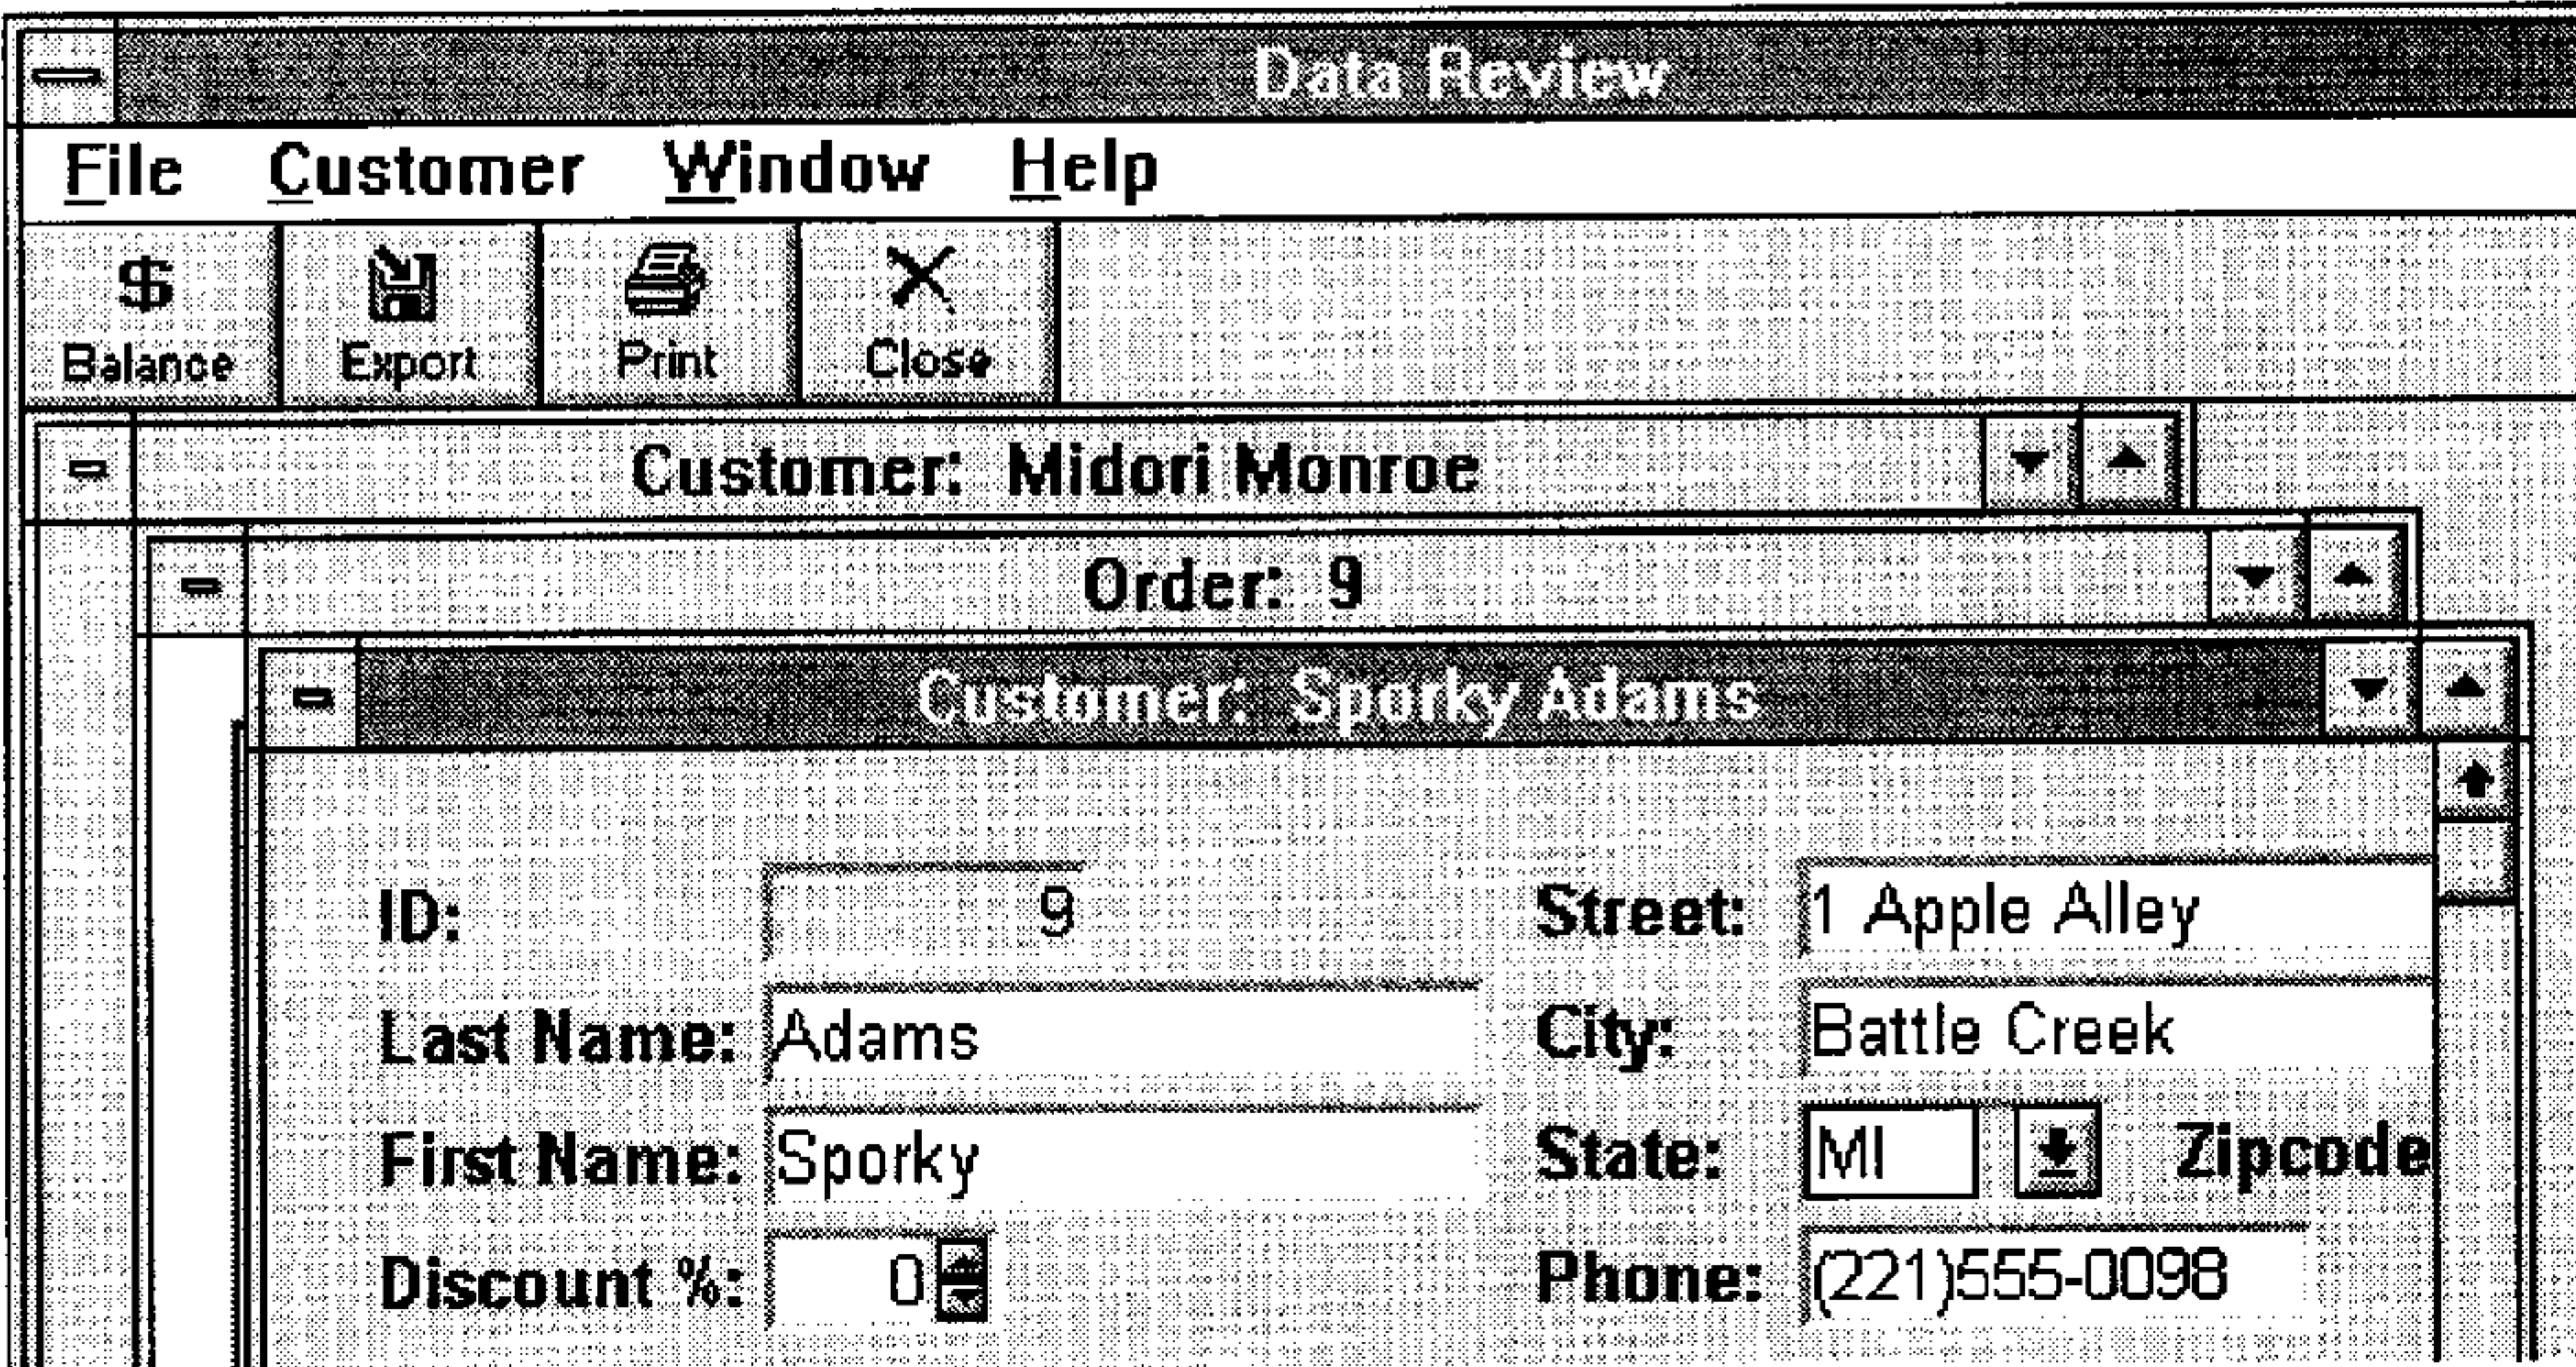 Data Review
File Customer Window Help
$
Balance Export Print Close
Customer: Midori Monroe
Order: 9
Customer: Sporky Adams
ID: 9 Street: 1 Apple Alley
Last Name: Adams City: Battle Creek
First Name: Sporky State: MI Zipcode
Discount %: 0 Phone: (221)555-0098